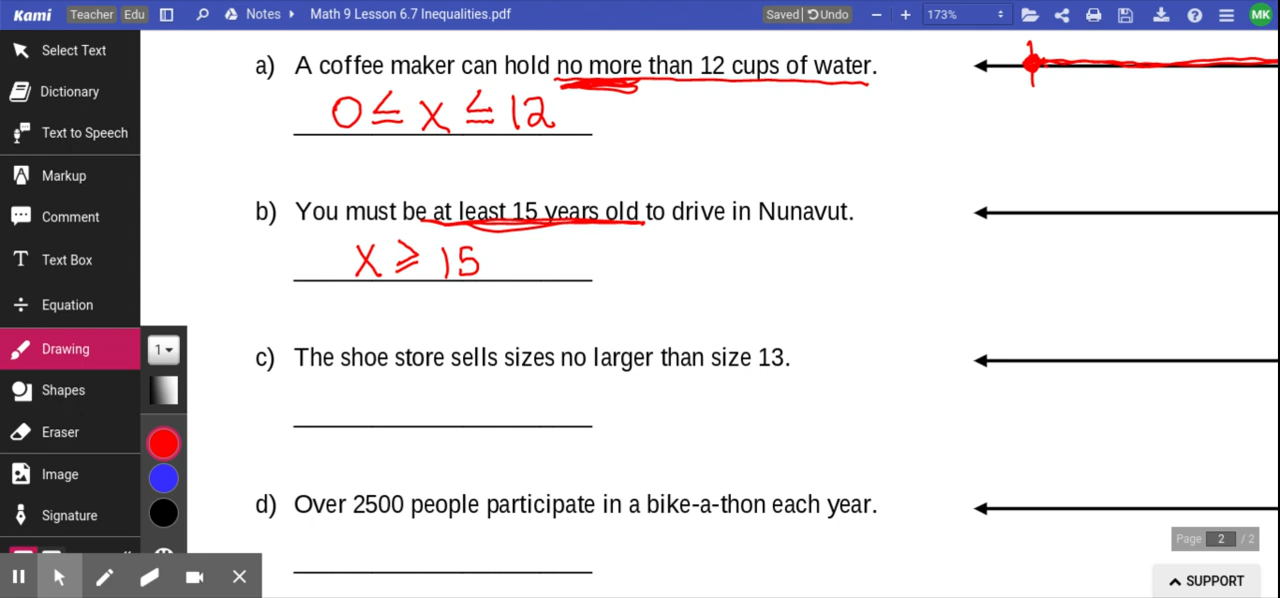 Kami Teacher Edu Notes Math 9 Lesson 6.7 Inequalities.pdf Saved Undo 173% MK
Select Text
Dictionary
Text to Speech
Markup
Comment
Text Box
Equation
Drawing
1
Shapes
Eraser
Image
Signature
a) A coffee maker can hold no more than 12 cups of water.
0 ≤ x ≤ 12
b) You must be at least 15 years old to drive in Nunavut.
x ≥ 15
c) The shoe store sells sizes no larger than size 13.
d) Over 2500 people participate in a bike-a-thon each year.
Page 2 / 2
SUPPORT